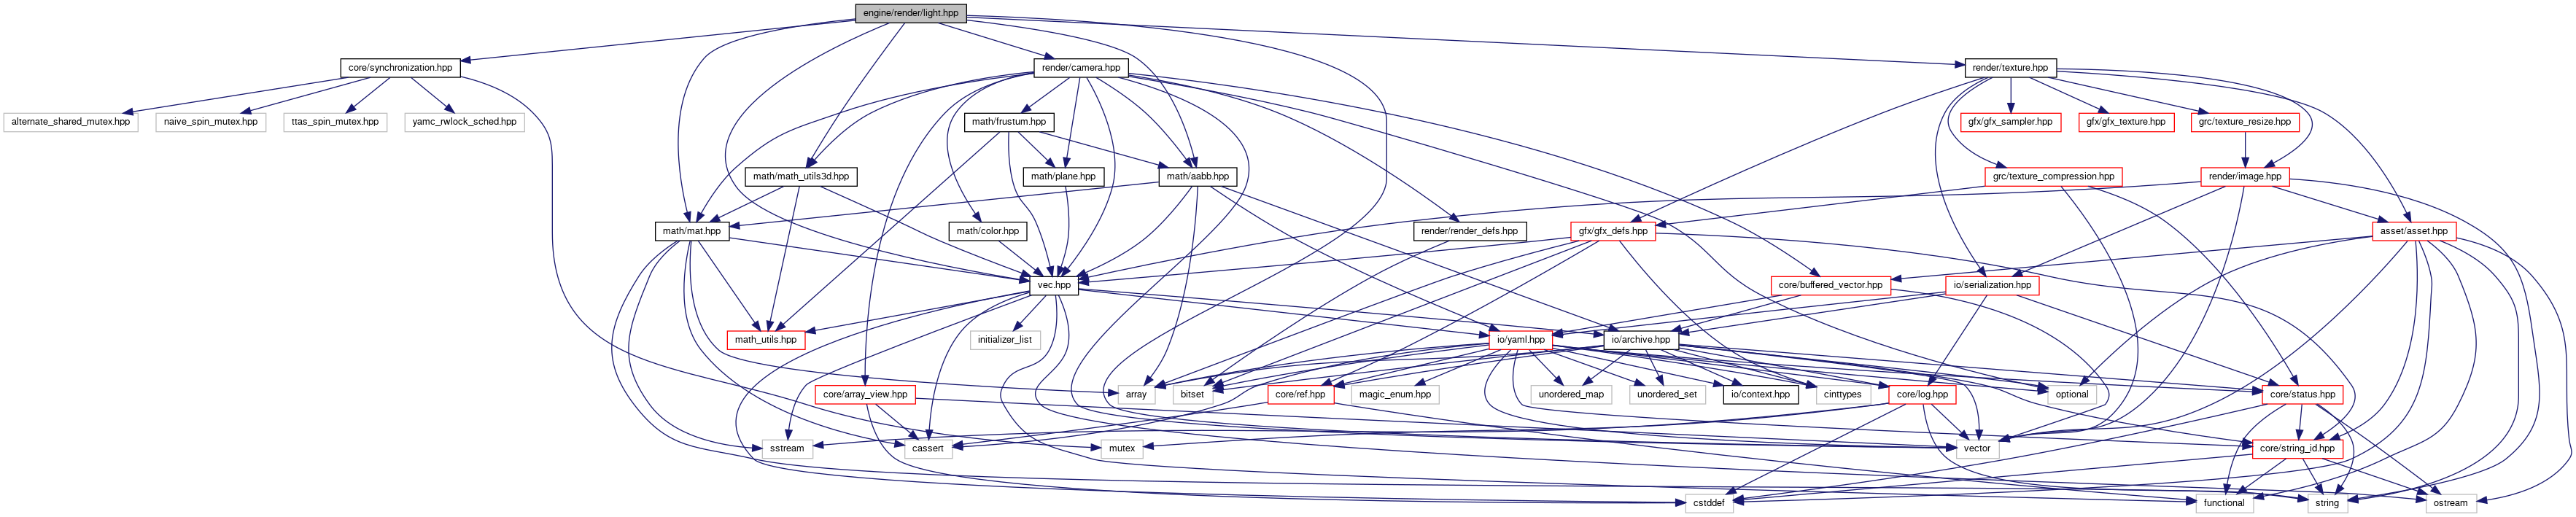 engine/render/light.hpp
core/synchronization.hpp
render/camera.hpp
render/texture.hpp
alternate_shared_mutex.hpp
naive_spin_mutex.hpp
ttas_spin_mutex.hpp
yamc_rwlock_sched.hpp
math/frustum.hpp
gfx/gfx_sampler.hpp
gfx/gfx_texture.hpp
grc/texture_resize.hpp
math/math_utils3d.hpp
math/plane.hpp
math/aabb.hpp
grc/texture_compression.hpp
render/image.hpp
math/mat.hpp
math/color.hpp
gfx/gfx_defs.hpp
render/render_defs.hpp
asset/asset.hpp
vec.hpp
core/buffered_vector.hpp
io/serialization.hpp
math_utils.hpp
initializer_list
io/yaml.hpp
io/archive.hpp
core/array_view.hpp
array
bitset
core/ref.hpp
magic_enum.hpp
unordered_map
unordered_set
io/context.hpp
cinttypes
core/log.hpp
optional
core/status.hpp
sstream
cassert
mutex
vector
core/string_id.hpp
cstddef
functional
string
ostream